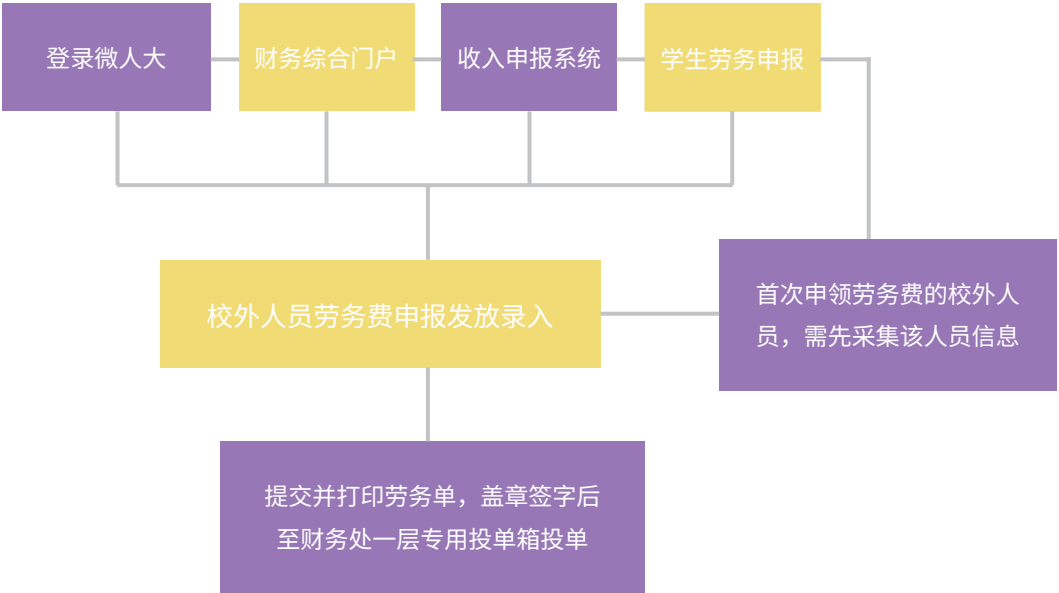 登录微人大
财务综合门户
收入申报系统
学生劳务申报
校外人员劳务费申报发放录入
首次申领劳务费的校外人
员，需先采集该人员信息
提交并打印劳务单，盖章签字后
至财务处一层专用投单箱投单